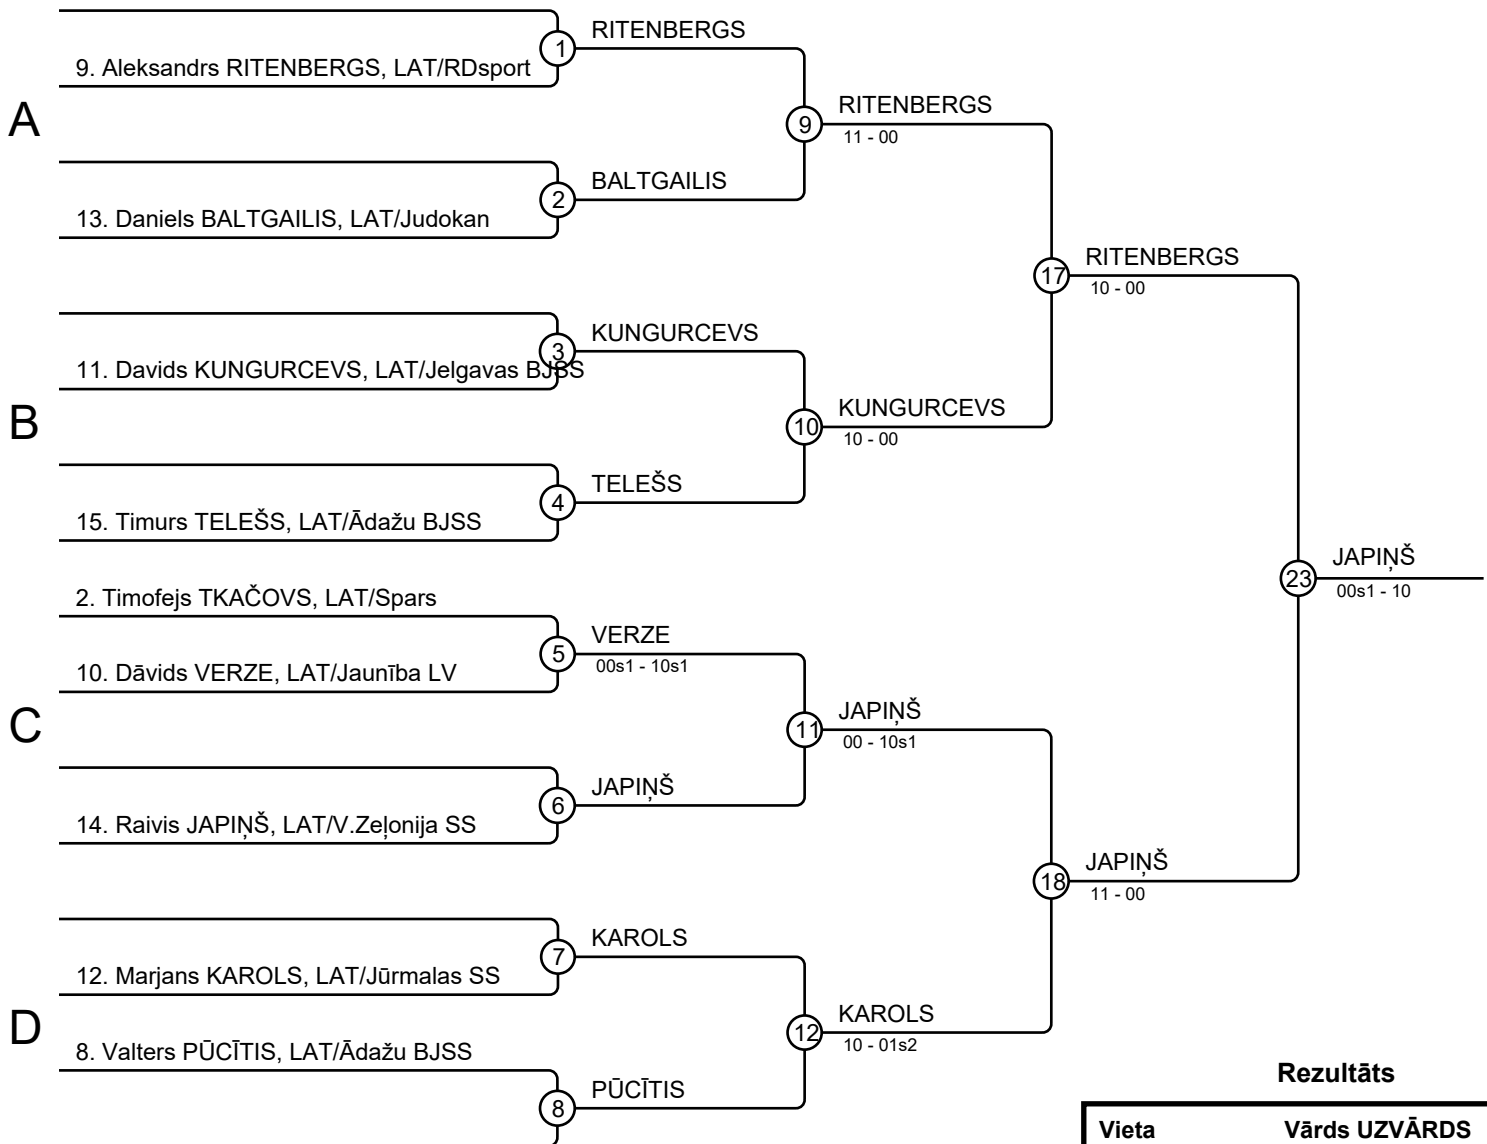 RITENBERGS
1
9. Aleksandrs RITENBERGS, LAT/RDsport
A
RITENBERGS
9
11 - 00
BALTGAILIS
2
13. Daniels BALTGAILIS, LAT/Judokan
RITENBERGS
17
10 - 00
KUNGURCEVS
3
11. Davids KUNGURCEVS, LAT/Jelgavas BJSS
B
KUNGURCEVS
10
10 - 00
TELEŠS
4
15. Timurs TELEŠS, LAT/Ādažu BJSS
JAPIŅŠ
23
00s1 - 10
2. Timofejs TKAČOVS, LAT/Spars
VERZE
5
00s1 - 10s1
10. Dāvids VERZE, LAT/Jaunība LV
C
JAPIŅŠ
11
00 - 10s1
JAPIŅŠ
6
14. Raivis JAPIŅŠ, LAT/V.Zeļonija SS
JAPIŅŠ
18
11 - 00
KAROLS
7
12. Marjans KAROLS, LAT/Jūrmalas SS
D
KAROLS
12
10 - 01s2
8. Valters PŪCĪTIS, LAT/Ādažu BJSS
PŪCĪTIS
8
Rezultāts
Vieta Vārds UZVĀRDS